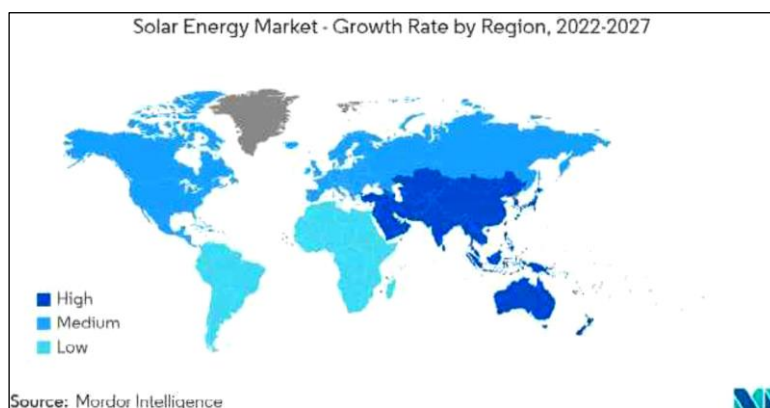 Solar Energy Market - Growth Rate by Region, 2022-2027
High
Medium
Low
Source: Mordor Intelligence